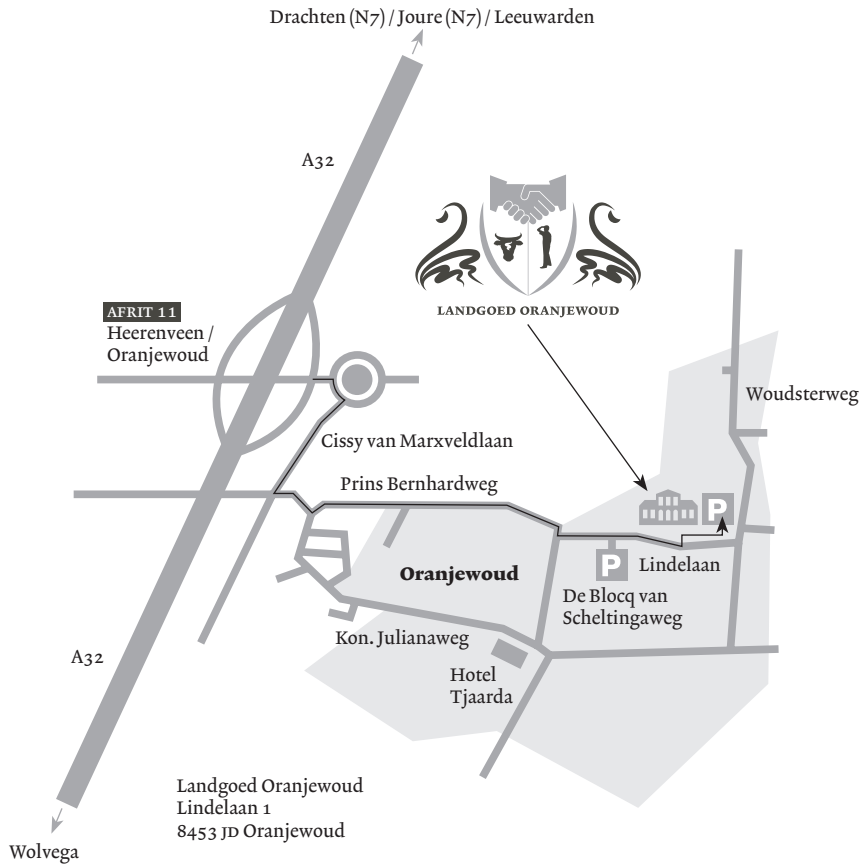 Drachten (N7) / Joure (N7) / Leeuwarden
A32
LANDGOED ORANJEWOUD
AFRIT 11
Heerenveen /
Oranjewoud
Woudsterweg
Cissy van Marxveldlaan
Prins Bernhardweg
P
P
Lindelaan
Oranjewoud
De Blocq van
Scheltingaweg
Kon. Julianaweg
A32
Hotel
Tjaarda
Landgoed Oranjewoud
Lindelaan 1
8453 JD Oranjewoud
Wolvega